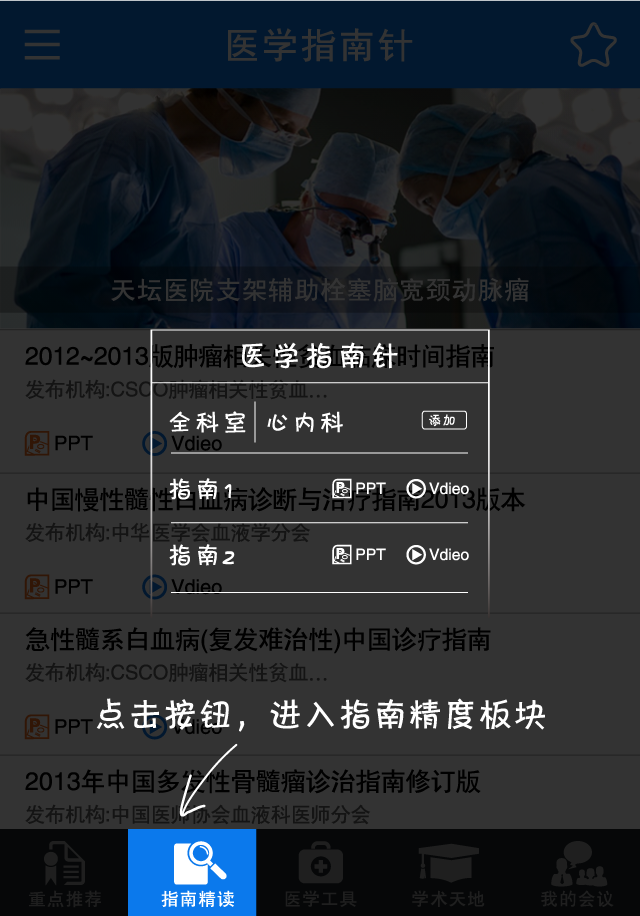 医学指南针
天坛医院支架辅助栓塞脑宽颈动脉瘤
2012~2013版肿瘤相关性贫血临床时间指南
发布机构:CSCO肿瘤相关性贫血...
PPT Vdieo
医学指南针
全科室 心内科 添加
指南1 PPT Vdieo
指南2 PPT Vdieo
中国慢性髓性白血病诊断与治疗指南2013版本
发布机构:中华医学会血液学分会
PPT Vdieo
急性髓系白血病(复发难治性)中国诊疗指南
发布机构:CSCO肿瘤相关性贫血...
PPT Vdieo
点击按钮，进入指南精度板块
2013年中国多发性骨髓瘤诊治指南修订版
发布机构:中国医师协会血液科医师分会
重点推荐 指南精读 医学工具 学术天地 我的会议